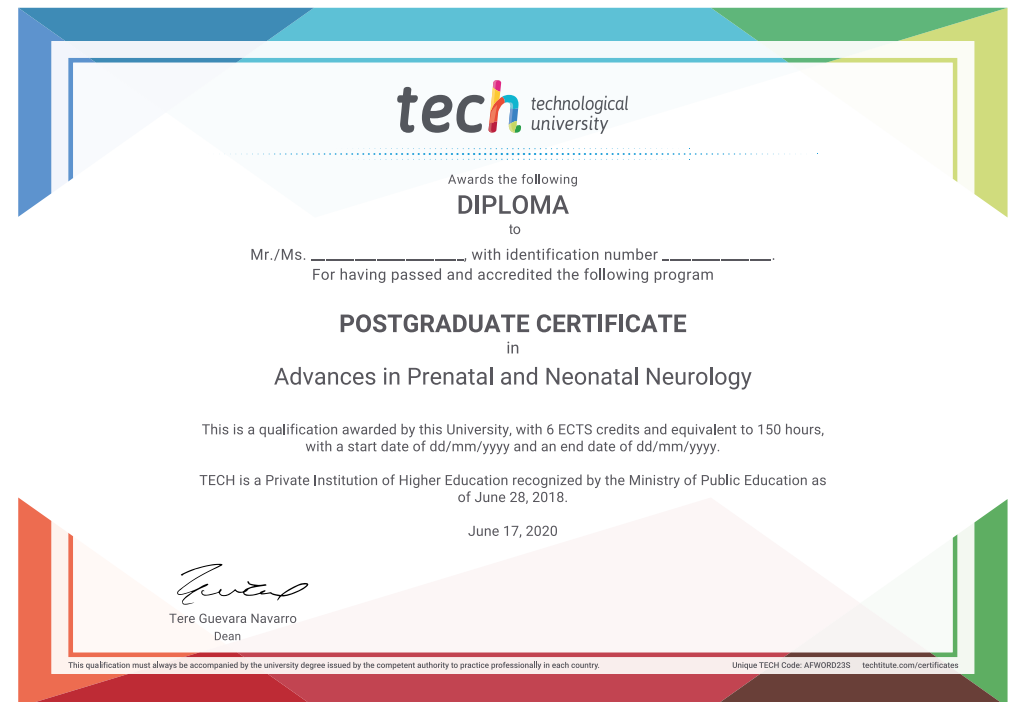 tech technological
university
Awards the following
DIPLOMA
to
Mr./Ms. ____________________, with identification number ______________.
For having passed and accredited the following program
POSTGRADUATE CERTIFICATE
in
Advances in Prenatal and Neonatal Neurology
This is a qualification awarded by this University, with 6 ECTS credits and equivalent to 150 hours,
with a start date of dd/mm/yyyy and an end date of dd/mm/yyyy.
TECH is a Private Institution of Higher Education recognized by the Ministry of Public Education as
of June 28, 2018.
June 17, 2020
Tere Guevara Navarro
Dean
This qualification must always be accompanied by the university degree issued by the competent authority to practice professionally in each country.
Unique TECH Code: AFWORD23S techtitute.com/certificates